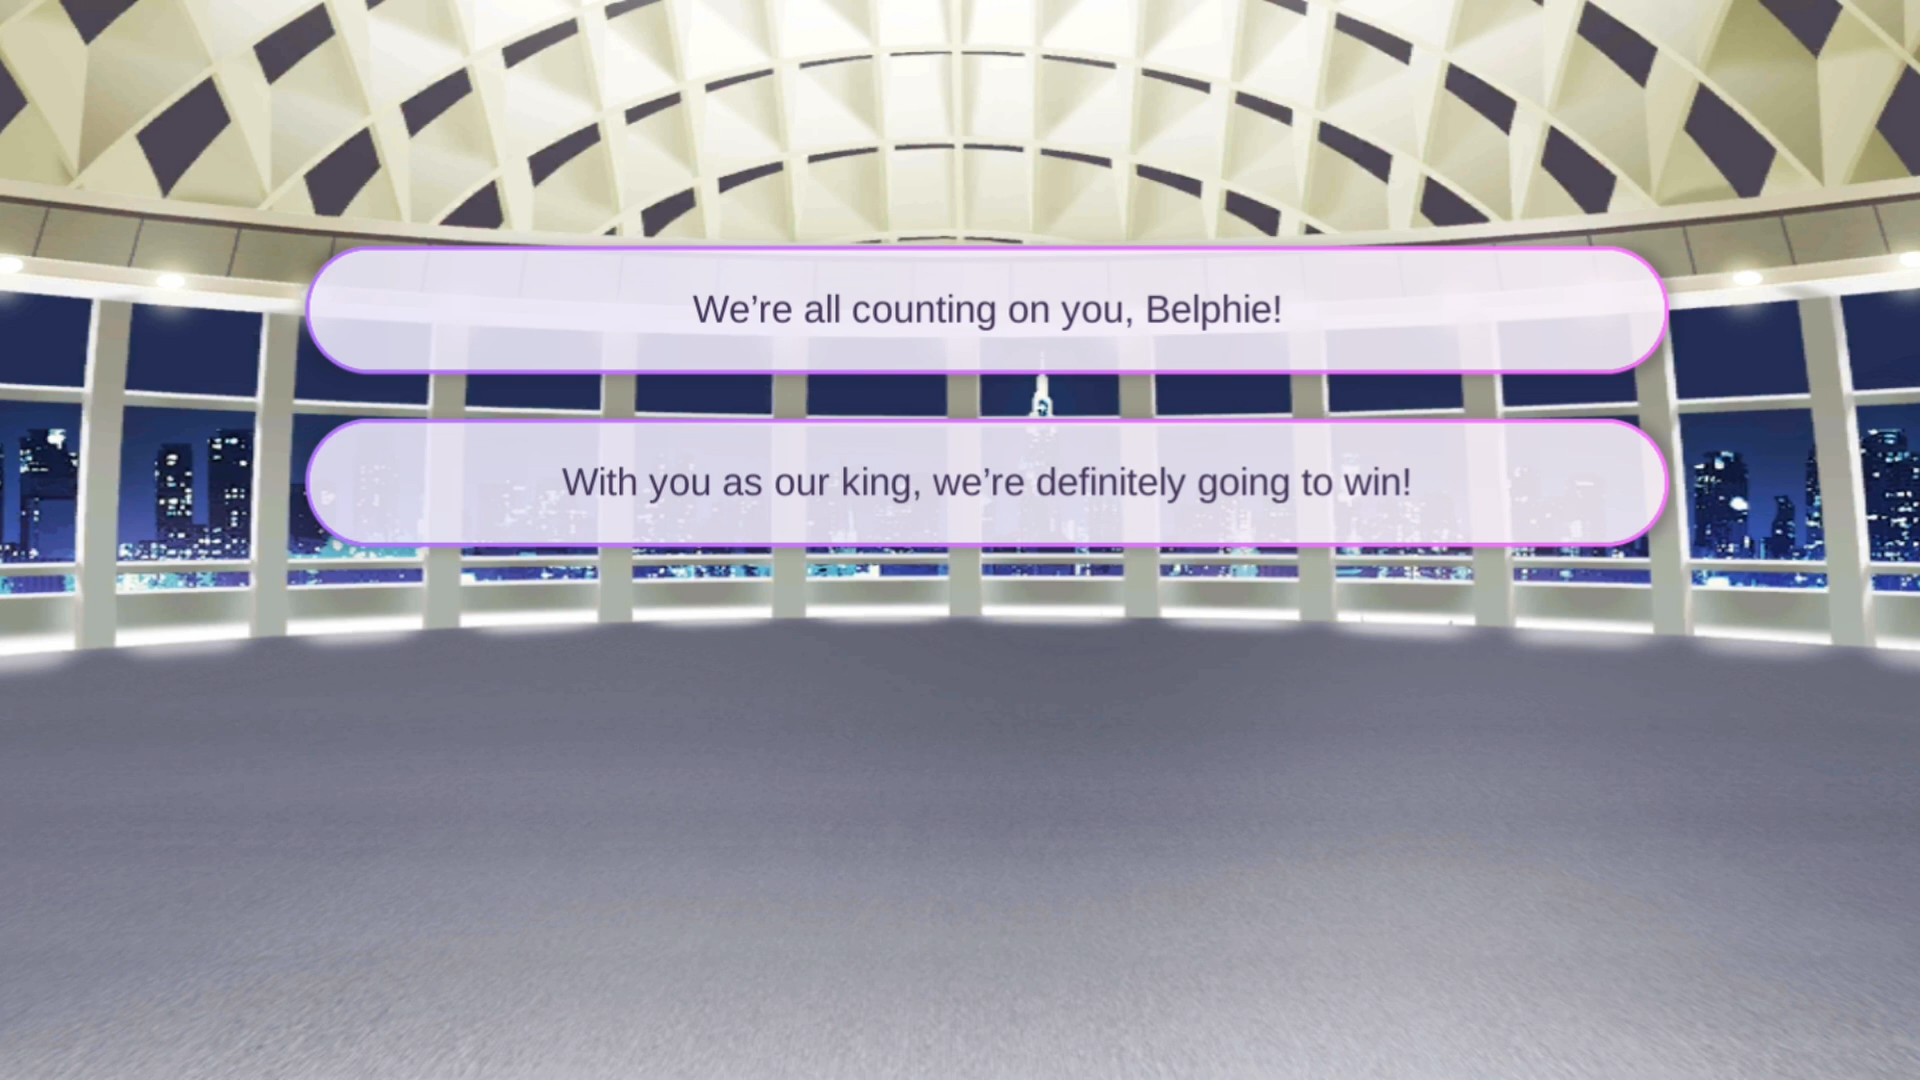 We’re all counting on you, Belphie!
With you as our king, we’re definitely going to win!